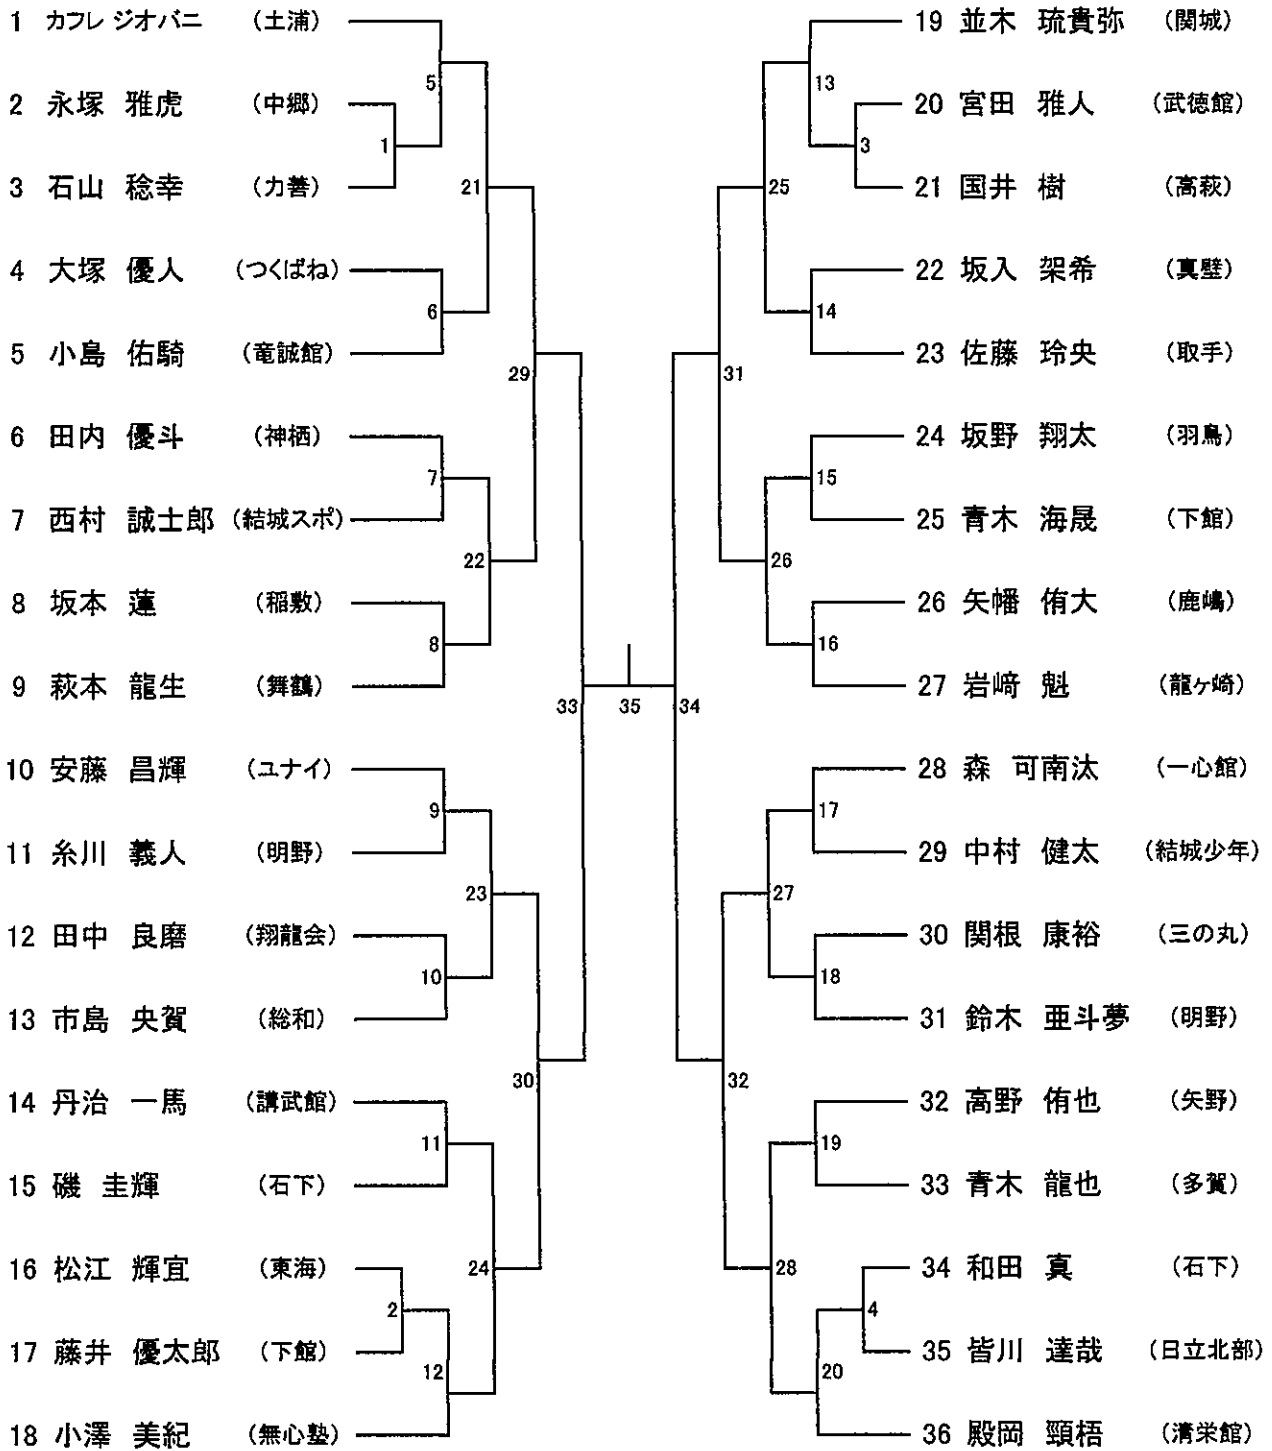 1 カフレ ジオバニ (土浦)
2 永塚 雅虎 (中郷)
3 石山 稔幸 (力善)
4 大塚 優人 (つくばね)
5 小島 佑騎 (竜誠館)
6 田内 優斗 (神栖)
7 西村 誠士郎 (結城スポ)
8 坂本 蓮 (稲敷)
9 萩本 龍生 (舞鶴)
10 安藤 昌輝 (ユナイ)
11 糸川 義人 (明野)
12 田中 良磨 (翔龍会)
13 市島 央賀 (総和)
14 丹治 一馬 (講武館)
15 磯 圭輝 (石下)
16 松江 輝宜 (東海)
17 藤井 優太郎 (下館)
18 小澤 美紀 (無心塾)
5
1
21
6
29
7
22
8
33
9
23
10
30
11
24
2
12
35
34
13
3
25
14
31
15
26
16
17
27
18
32
19
28
4
20
19 並木 琉貴弥 (関城)
20 宮田 雅人 (武徳館)
21 国井 樹 (高萩)
22 坂入 架希 (真壁)
23 佐藤 玲央 (取手)
24 坂野 翔太 (羽鳥)
25 青木 海晟 (下館)
26 矢幡 侑大 (鹿嶋)
27 岩﨑 魁 (龍ヶ崎)
28 森 可南汰 (一心館)
29 中村 健太 (結城少年)
30 関根 康裕 (三の丸)
31 鈴木 亜斗夢 (明野)
32 高野 侑也 (矢野)
33 青木 龍也 (多賀)
34 和田 真 (石下)
35 皆川 達哉 (日立北部)
36 殿岡 顕梧 (清栄館)